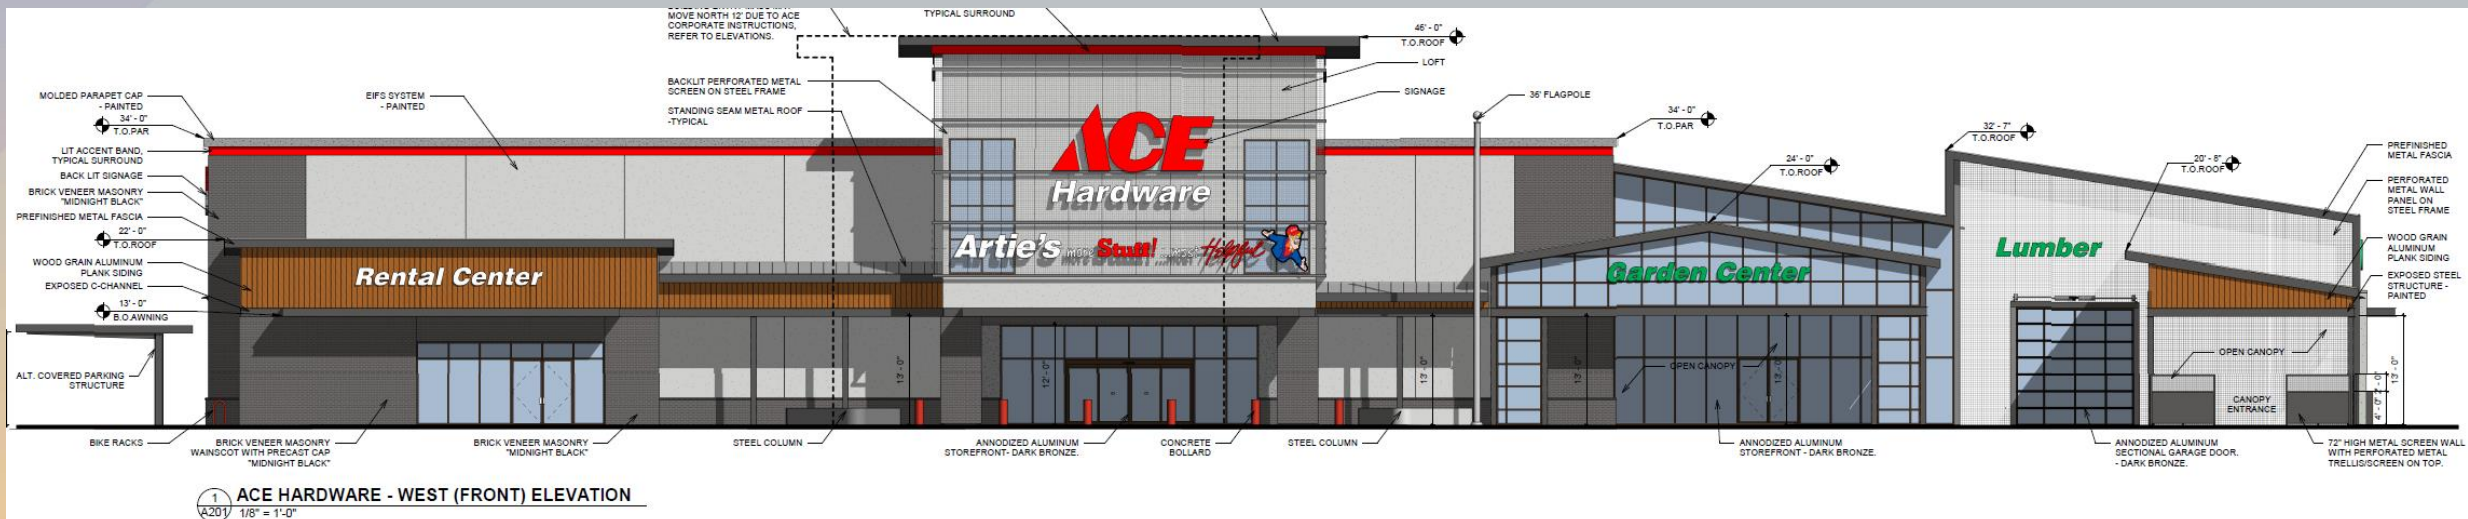 MOVE NORTH 12' DUE TO ACE
CORPORATE INSTRUCTIONS,
REFER TO ELEVATIONS.
TYPICAL SURROUND
46' - 0"
T.O.ROOF
LOFT
SIGNAGE
36' FLAGPOLE
BACKLIT PERFORATED METAL
SCREEN ON STEEL FRAME
STANDING SEAM METAL ROOF
-TYPICAL
EIFS SYSTEM
- PAINTED
MOLDED PARAPET CAP
- PAINTED
34' - 0"
T.O.PAR
LIT ACCENT BAND,
TYPICAL SURROUND
BACK LIT SIGNAGE
BRICK VENEER MASONRY
"MIDNIGHT BLACK"
PREFINISHED METAL FASCIA
22' - 0"
T.O.ROOF
WOOD GRAIN ALUMINUM
PLANK SIDING
EXPOSED C-CHANNEL
13' - 0"
B.O.AWNING
ALT. COVERED PARKING
STRUCTURE
Rental Center
ACE
Hardware
Artie's more Stuff! ...most Helpful
34' - 0"
T.O.PAR
24' - 0"
T.O.ROOF
32' - 7"
T.O.ROOF
20' - 8"
T.O.ROOF
Garden Center
Lumber
PREFINISHED
METAL FASCIA
PERFORATED
METAL WALL
PANEL ON
STEEL FRAME
WOOD GRAIN
ALUMINUM
PLANK SIDING
EXPOSED STEEL
STRUCTURE -
PAINTED
OPEN CANOPY
OPEN CANOPY
CANOPY
ENTRANCE
13' - 0"
12' - 0"
13' - 0"
13' - 0"
13' - 0"
13' - 0"
4' - 0"
BIKE RACKS
BRICK VENEER MASONRY
WAINSCOT WITH PRECAST CAP
"MIDNIGHT BLACK"
BRICK VENEER MASONRY
"MIDNIGHT BLACK"
STEEL COLUMN
ANNODIZED ALUMINUM
STOREFRONT- DARK BRONZE.
CONCRETE
BOLLARD
STEEL COLUMN
ANNODIZED ALUMINUM
STOREFRONT - DARK BRONZE.
ANNODIZED ALUMINUM
SECTIONAL GARAGE DOOR.
- DARK BRONZE.
72" HIGH METAL SCREEN WALL
WITH PERFORATED METAL
TRELLIS/SCREEN ON TOP.
1
A201
ACE HARDWARE - WEST (FRONT) ELEVATION
1/8" = 1'-0"